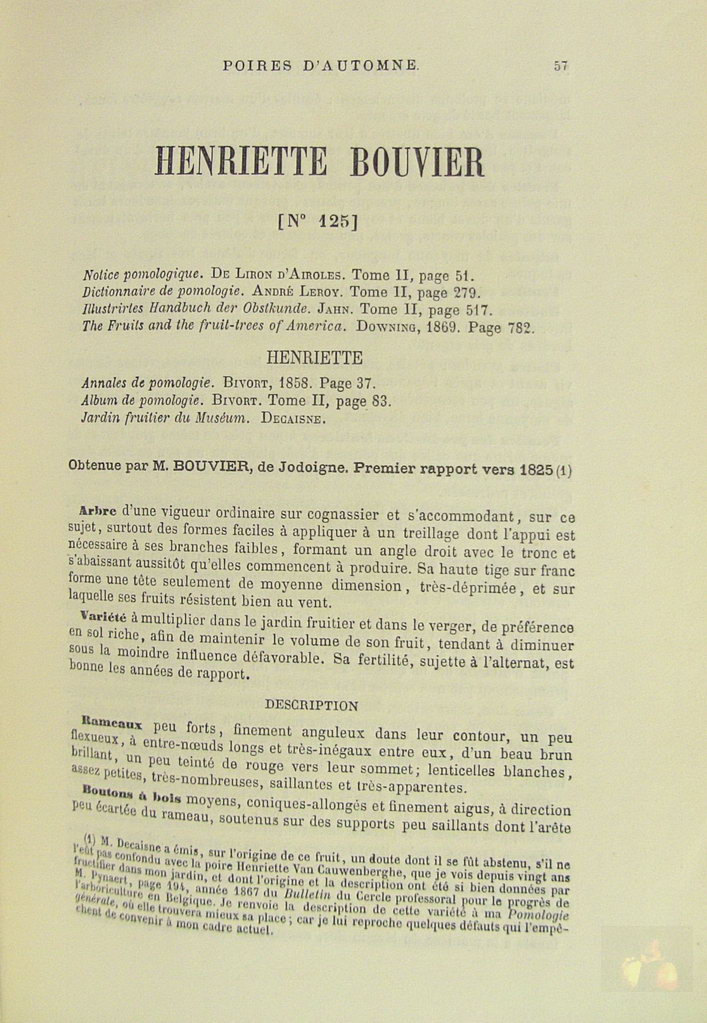 POIRES D'AUTOMNE.
57
HENRIETTE BOUVIER
[N° 125]
Notice pomologique. DE LIRON D'AIROLES. Tome II, page 51.
Dictionnaire de pomologie. ANDRÉ LEROY. Tome II, page 279.
Illustrirtes Handbuch der Obstkunde. JAHN. Tome II, page 517.
The Fruits and the fruit-trees of America. DOWNING, 1869. Page 782.
HENRIETTE
Annales de pomologie. BIVORT, 1858. Page 37.
Album de pomologie. BIVORT. Tome II, page 83.
Jardin fruitier du Muséum. DECAISNE.
Obtenue par M. BOUVIER, de Jodoigne. Premier rapport vers 1825 (1)
Arbre d'une vigueur ordinaire sur cognassier et s'accommodant, sur ce
sujet, surtout des formes faciles à appliquer à un treillage dont l'appui est
nécessaire à ses branches faibles, formant un angle droit avec le tronc et
s'abaissant aussitôt qu'elles commencent à produire. Sa haute tige sur franc
forme une tête seulement de moyenne dimension, très-déprimée, et sur
laquelle ses fruits résistent bien au vent.
Variété à multiplier dans le jardin fruitier et dans le verger, de préférence
en sol riche, afin de maintenir le volume de son fruit, tendant à diminuer
sous la moindre influence défavorable. Sa fertilité, sujette à l'alternat, est
bonne les années de rapport.
DESCRIPTION
Rameaux peu forts, finement anguleux dans leur contour, un peu
flexueux, à entre-nœuds longs et très-inégaux entre eux, d'un beau brun
brillant, un peu teinté de rouge vers leur sommet; lenticelles blanches,
assez petites, très-nombreuses, saillantes et très-apparentes.
Boutons à bois moyens, coniques-allongés et finement aigus, à direction
peu écartée du rameau, soutenus sur des supports peu saillants dont l'arête
(1) M. Decaisne a émis, sur l'origine de ce fruit, un doute dont il se fût abstenu, s'il ne
l'eût pas confondu avec la poire Henriette Van Cauwenberghe, que je vois depuis vingt ans
fructifier dans mon jardin, et dont l'origine et la description ont été si bien données par
M. Pynaert, page 194, année 1867 du Bulletin du Cercle professoral pour le progrès de
l'arboriculture en Belgique. Je renvoie la description de cette variété à ma Pomologie
générale, où elle trouvera mieux sa place; car je lui reproche quelques défauts qui l'empê-
chent de convenir à mon cadre actuel.